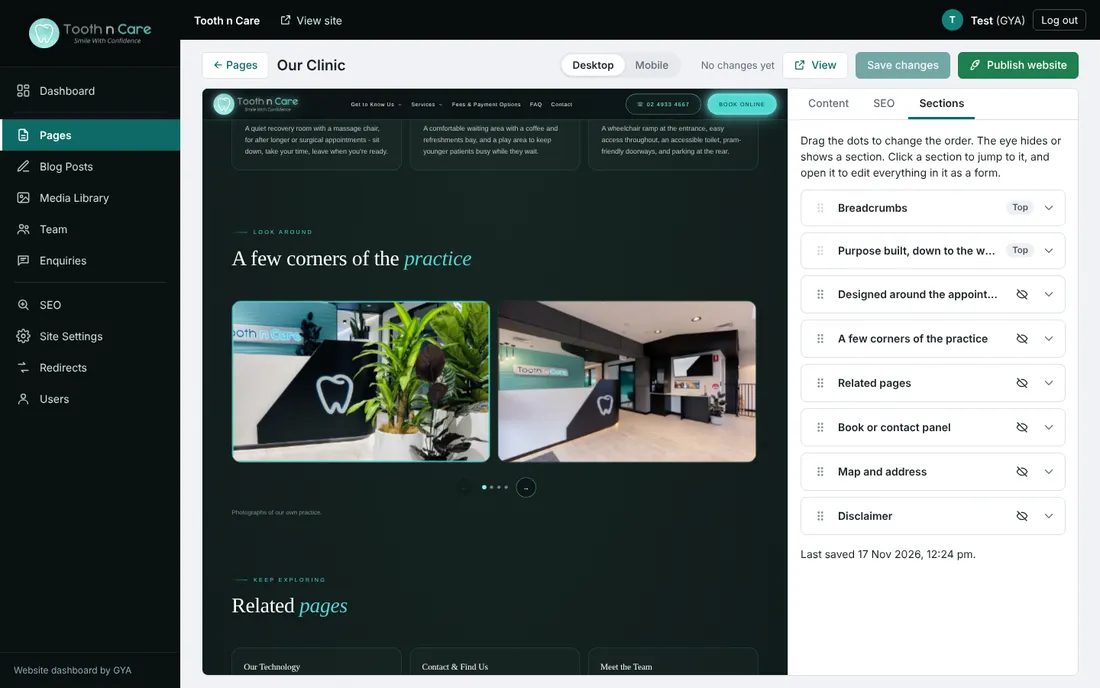 Tooth n Care
Smile With Confidence
Dashboard
Pages
Blog Posts
Media Library
Team
Enquiries
SEO
Site Settings
Redirects
Users
Website dashboard by GYA
Tooth n Care
View site
T
Test (GYA)
Log out
← Pages
Our Clinic
Desktop
Mobile
No changes yet
View
Save changes
Publish website
Tooth n Care
Smile With Confidence
Get to Know Us
Services
Fees & Payment Options
FAQ
Contact
02 4933 4667
BOOK ONLINE
A quiet recovery room with a massage chair,
for after longer or surgical appointments - sit
down, take your time, leave when you're ready.
A comfortable waiting area with a coffee and
refreshments bay, and a play area to keep
younger patients busy while they wait.
A wheelchair ramp at the entrance, easy
access throughout, an accessible toilet, pram-
friendly doorways, and parking at the rear.
LOOK AROUND
A few corners of the practice
ooth n Care
Tooth n Care
Photographs of our own practice.
KEEP EXPLORING
Related pages
Our Technology
Contact & Find Us
Meet the Team
Content
SEO
Sections
Drag the dots to change the order. The eye hides or
shows a section. Click a section to jump to it, and
open it to edit everything in it as a form.
Breadcrumbs
Top
Purpose built, down to the w...
Top
Designed around the appoint...
A few corners of the practice
Related pages
Book or contact panel
Map and address
Disclaimer
Last saved 17 Nov 2026, 12:24 pm.